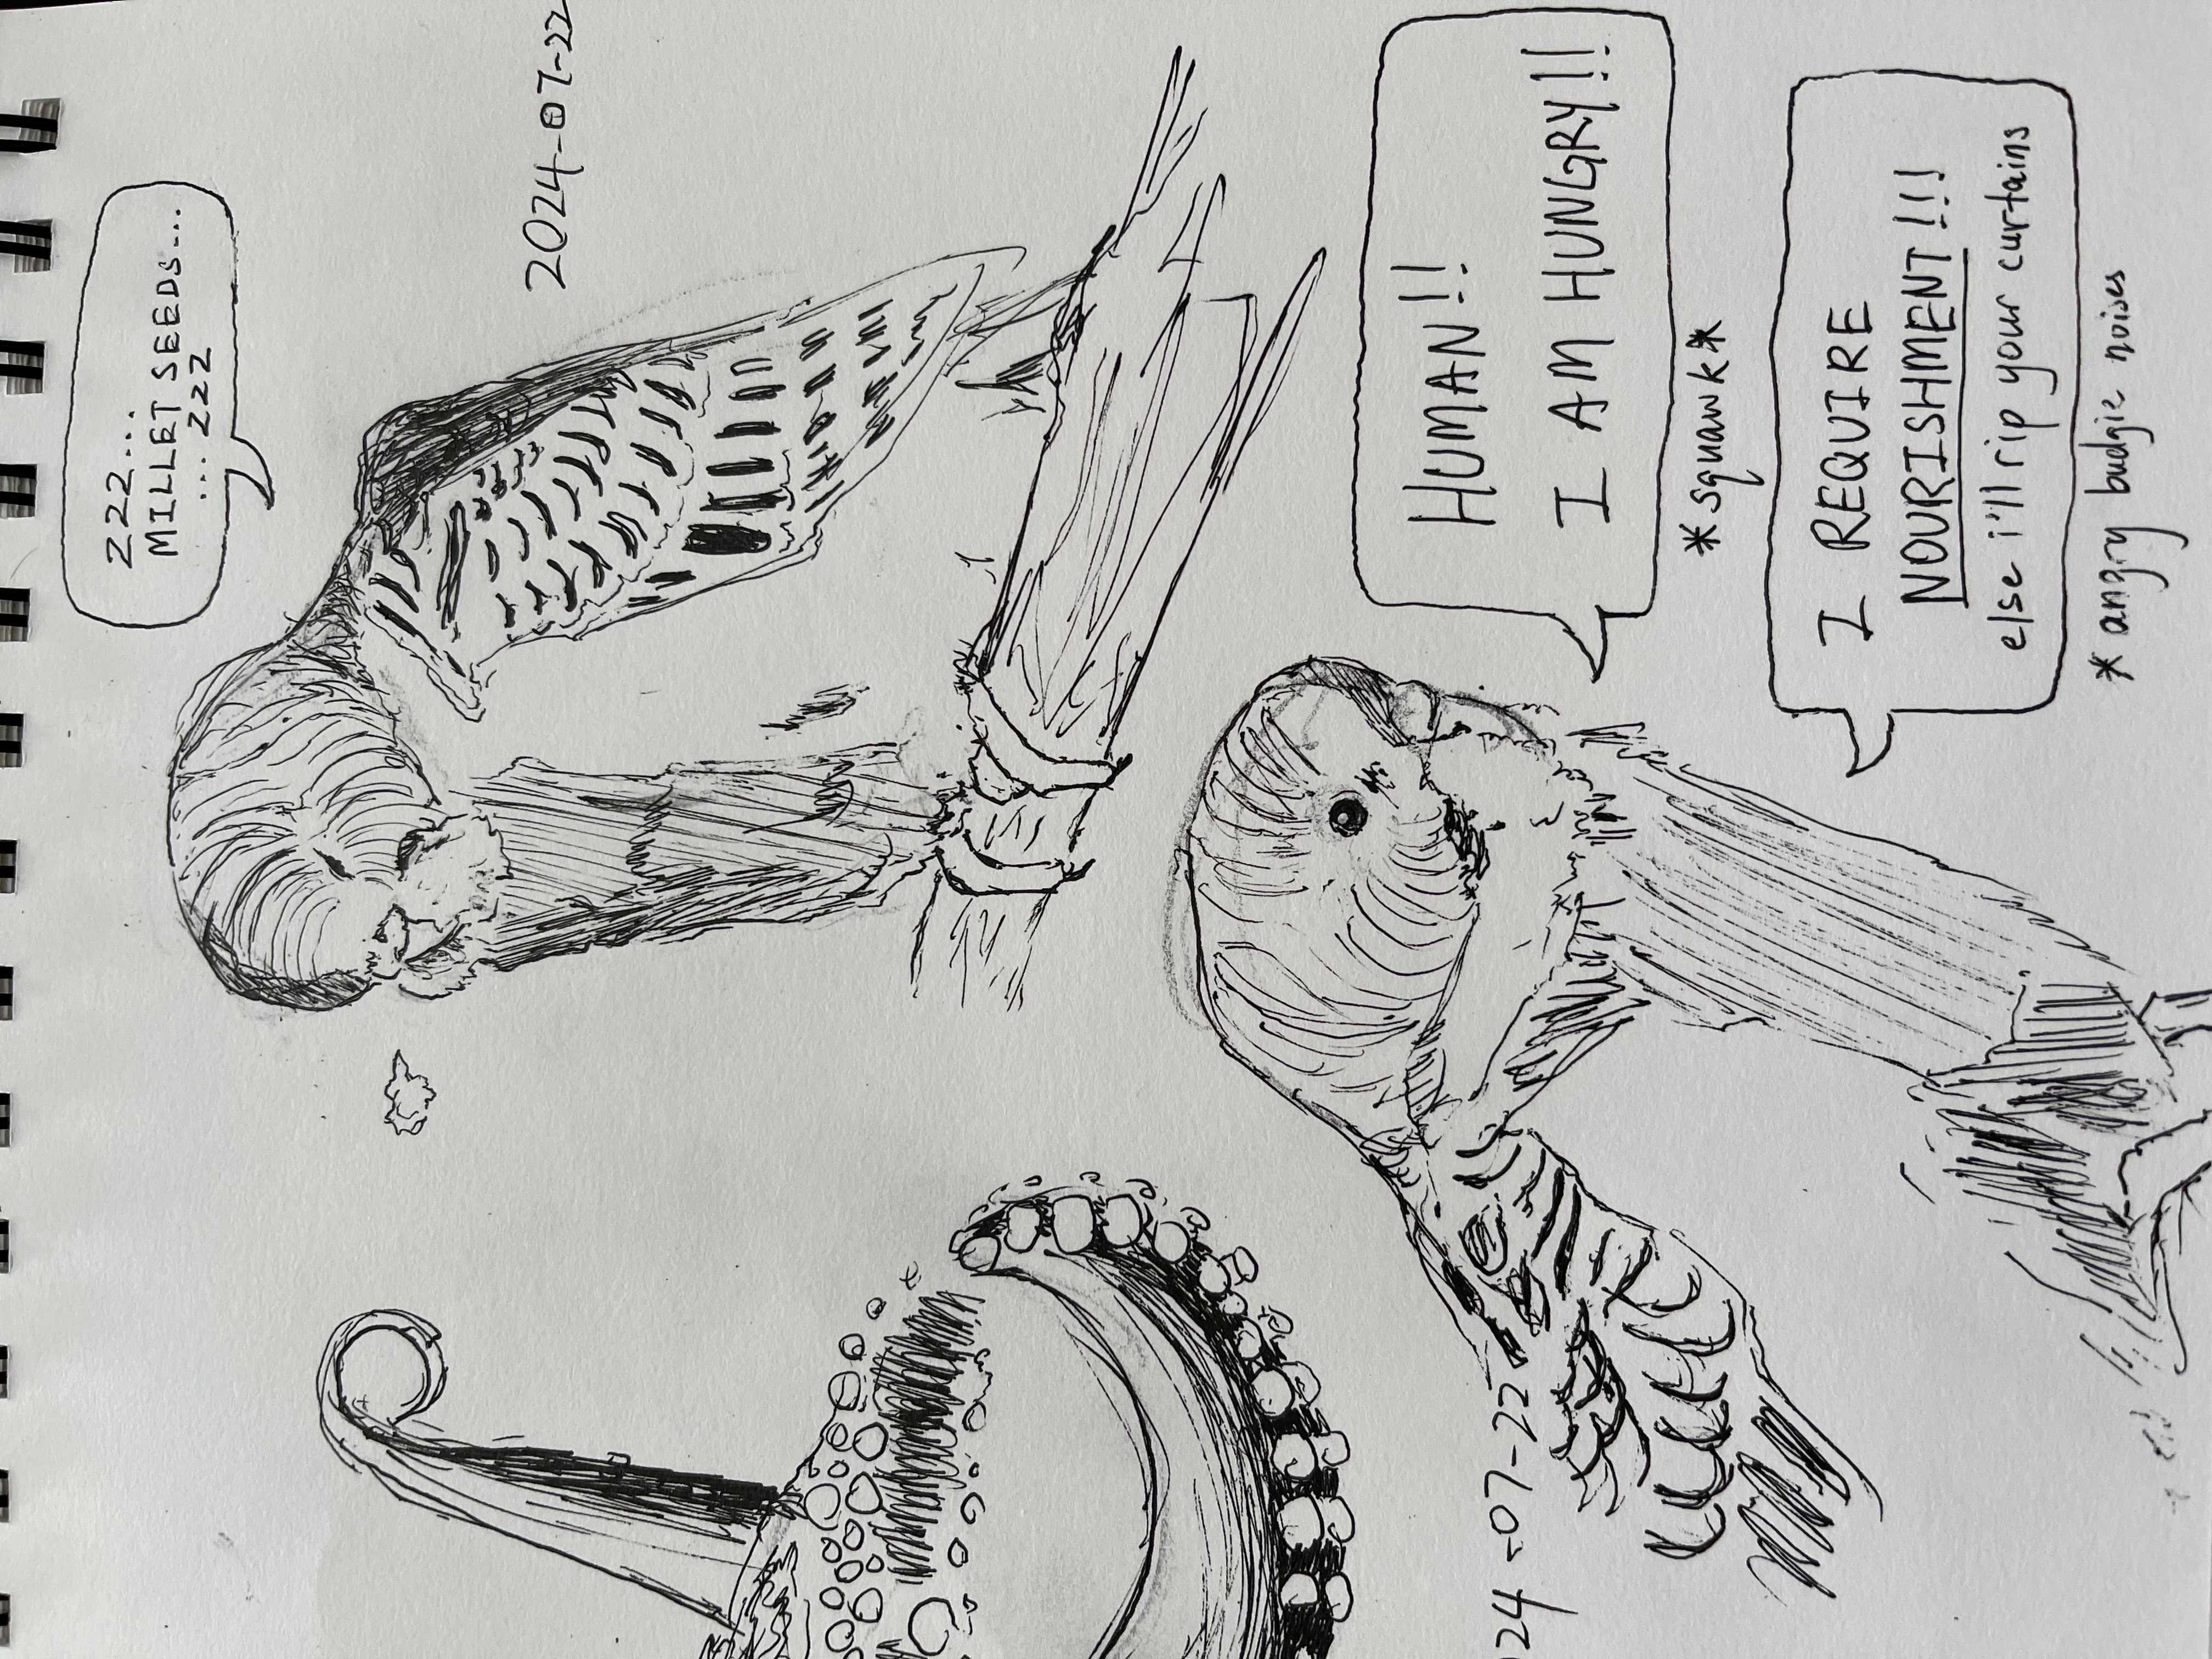 ZZZ...
MILLET SEEDS...
... ZZZ
2024-07-22
HUMAN!!
I AM HUNGRY!!
24-07-22
*squawk*
I REQUIRE
NOURISHMENT!!!
else i'll rip your curtains
* angry budgie noises